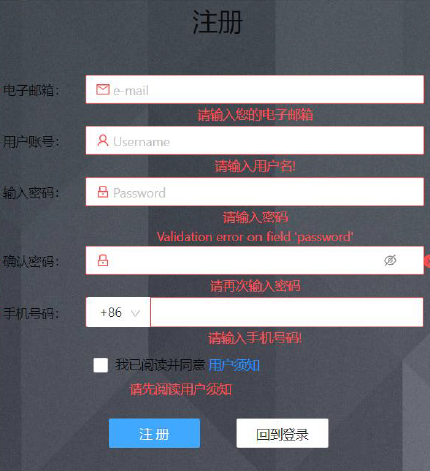 注册
电子邮箱： e-mail
请输入您的电子邮箱
用户账号： Username
请输入用户名!
输入密码： Password
请输入密码
Validation error on field 'password'
确认密码：
请再次输入密码
手机号码： +86
请输入手机号码!
我已阅读并同意 用户须知
请先阅读用户须知
注 册 回到登录